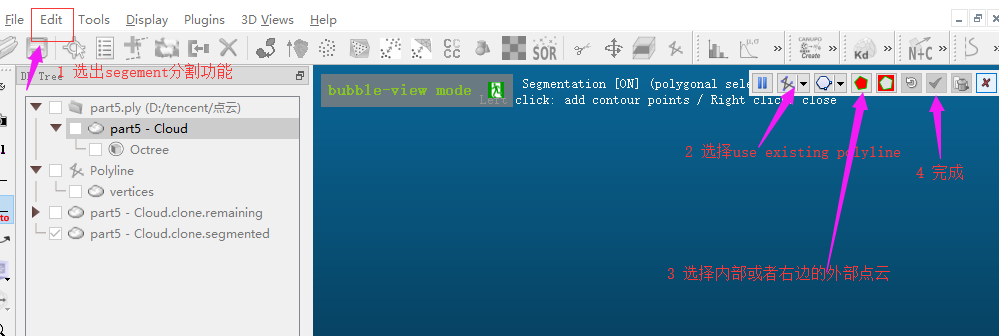 File Edit Tools Display Plugins 3D Views Help
CCC
CCC
SOR
μ,σ
»
CANUPO
Create
»
Kd
»
N+C
»
1 选出segement分割功能
DB Tree
part5.ply (D:/tencent/点云)
part5 - Cloud
Octree
Polyline
vertices
part5 - Cloud.clone.remaining
part5 - Cloud.clone.segmented
bubble-view mode
Segmentation [ON] (polygonal sele
Left click: add contour points / Right click: close
2 选择use existing polyline
4 完成
3 选择内部或者右边的外部点云